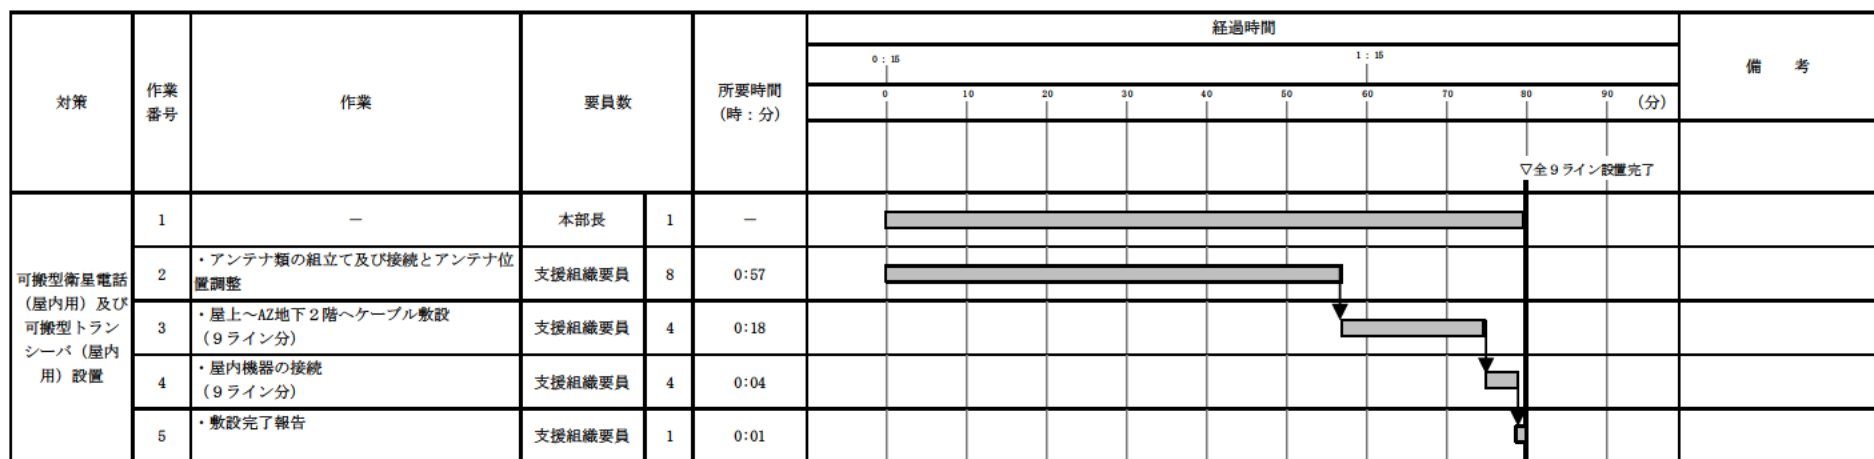 経過時間
備　考
0：15
1：15
対策
作業
番号
作業
要員数
所要時間
（時：分）
0 10 20 30 40 50 60 70 80 90 (分)
▽全９ライン設置完了
可搬型衛星電話
（屋内用）及び
可搬型トラン
シーバ（屋内
用）設置
1 － 本部長 1 －
2 ・アンテナ類の組立て及び接続とアンテナ位
置調整 支援組織要員 8 0:57
3 ・屋上～AZ地下２階へケーブル敷設
（９ライン分） 支援組織要員 4 0:18
4 ・屋内機器の接続
（９ライン分） 支援組織要員 4 0:04
5 ・敷設完了報告 支援組織要員 1 0:01